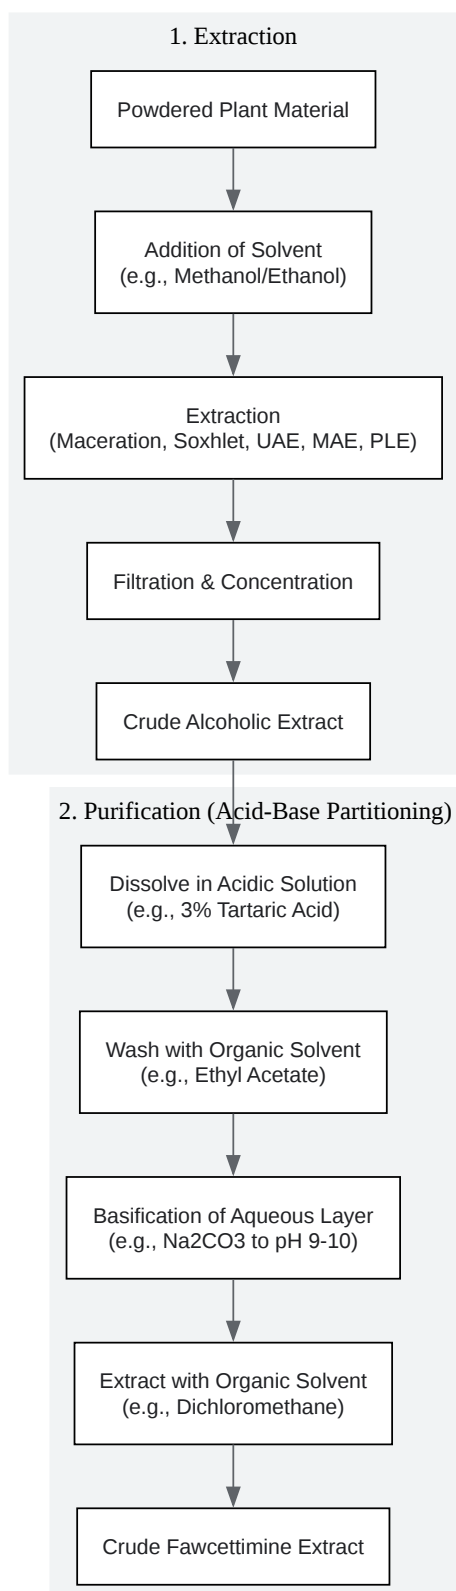 1. Extraction
Powdered Plant Material
Addition of Solvent
(e.g., Methanol/Ethanol)
Extraction
(Maceration, Soxhlet, UAE, MAE, PLE)
Filtration & Concentration
Crude Alcoholic Extract
2. Purification (Acid-Base Partitioning)
Dissolve in Acidic Solution
(e.g., 3% Tartaric Acid)
Wash with Organic Solvent
(e.g., Ethyl Acetate)
Basification of Aqueous Layer
(e.g., Na2CO3 to pH 9-10)
Extract with Organic Solvent
(e.g., Dichloromethane)
Crude Fawcettimine Extract